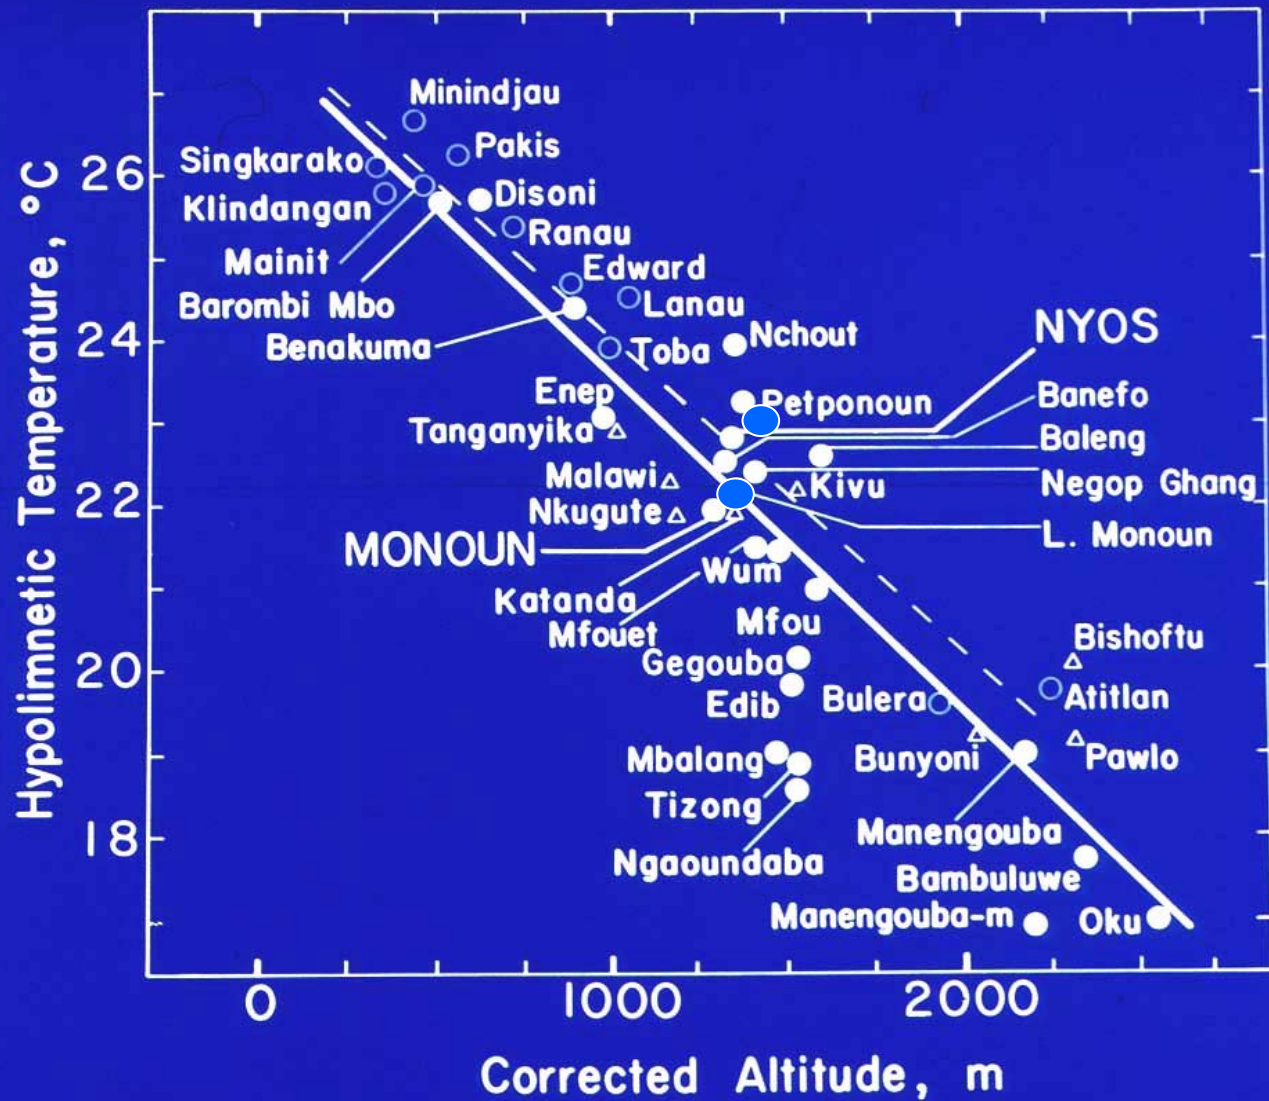 Minindjau
Pakis
Singkarako
26
Disoni
Klindangan
Ranau
Mainit
Edward
Barombi Mbo
Lanau
NYOS
24
Benakuma
Toba
Nchout
Enep
Petponoun
Banefo
Tanganyika
Baleng
Malawi
Kivu
Negop Ghang
22
Nkugute
L. Monoun
MONOUN
Wum
Katanda
Mfouet
Mfou
Bishoftu
Gegouba
20
Edib
Bulera
Atitlan
Mbalang
Bunyoni
Pawlo
Tizong
Manengouba
18
Ngaoundaba
Bambuluwe
Manengouba-m
Oku
Hypolimnetic Temperature, °C
0
1000
2000
Corrected Altitude, m